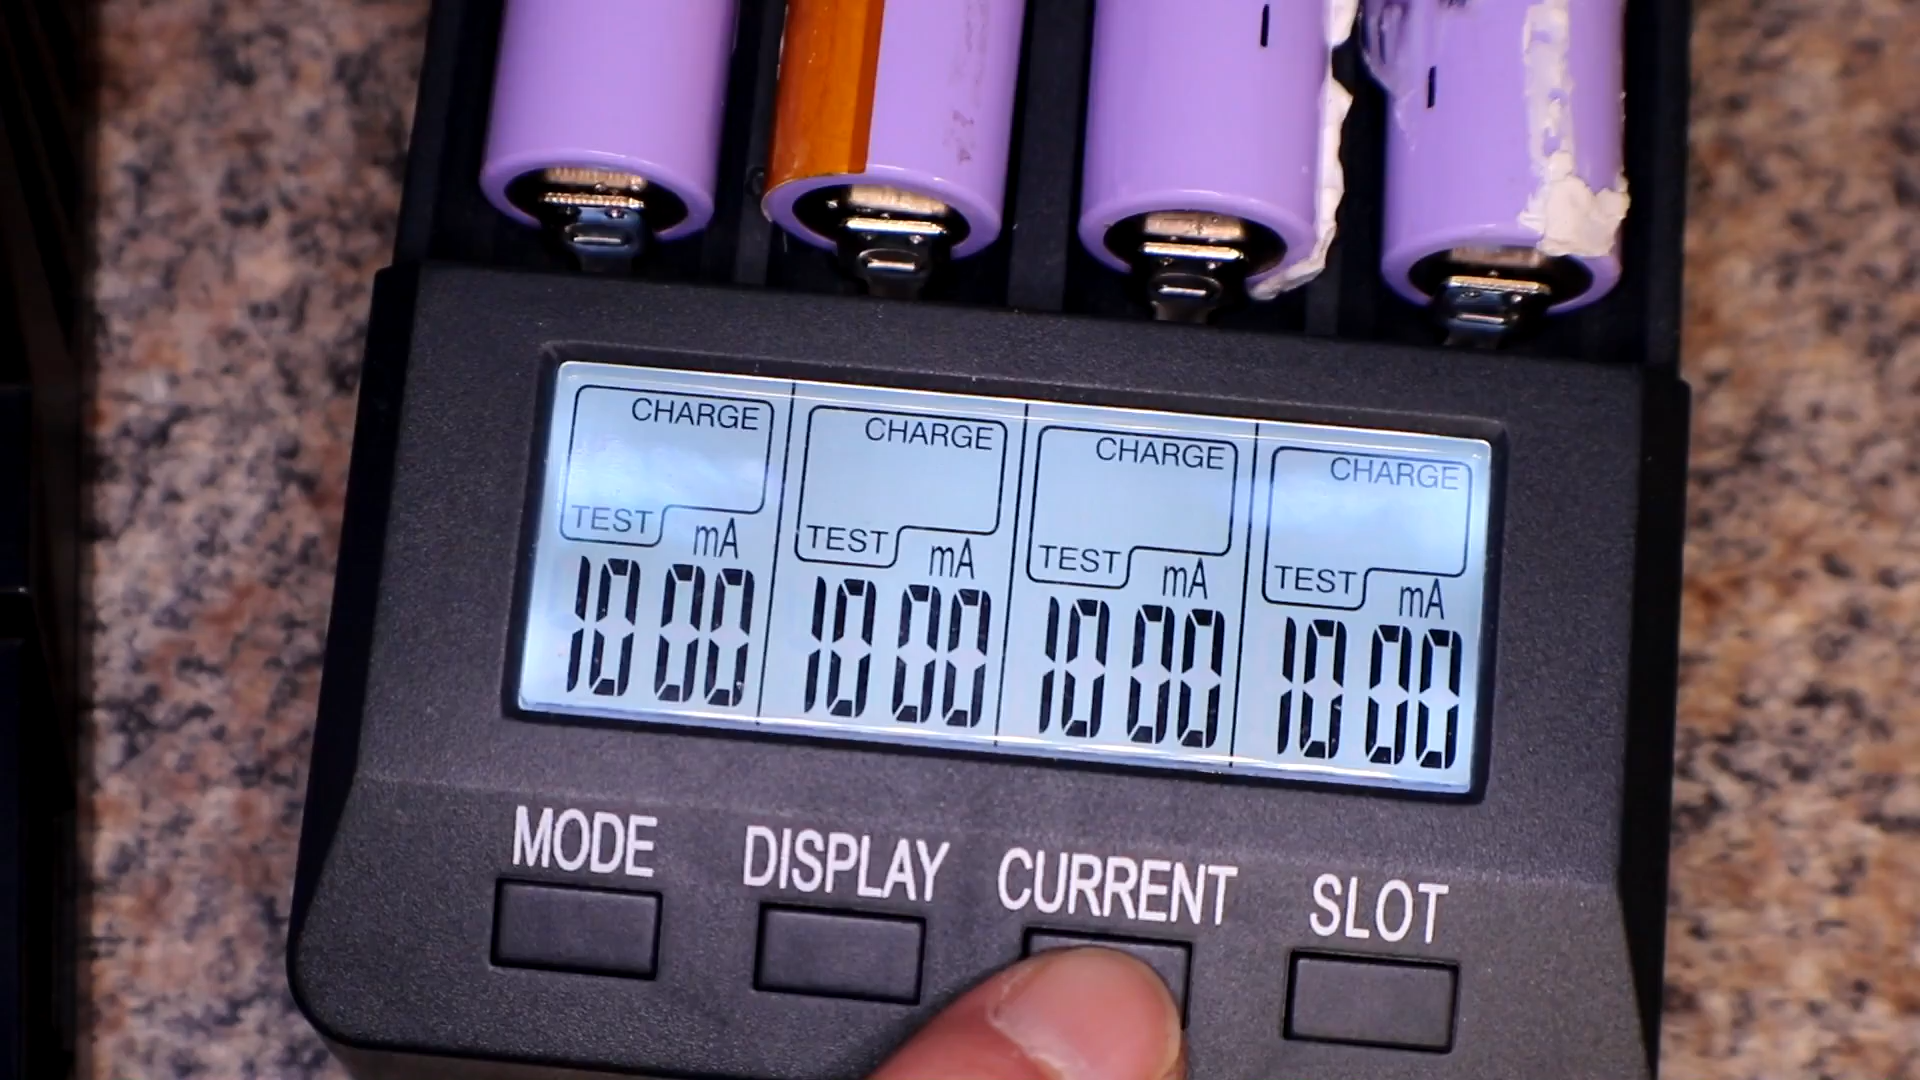 CHARGE CHARGE CHARGE CHARGE
TEST mA TEST mA TEST mA TEST mA
1000 1000 1000 1000
MODE DISPLAY CURRENT SLOT